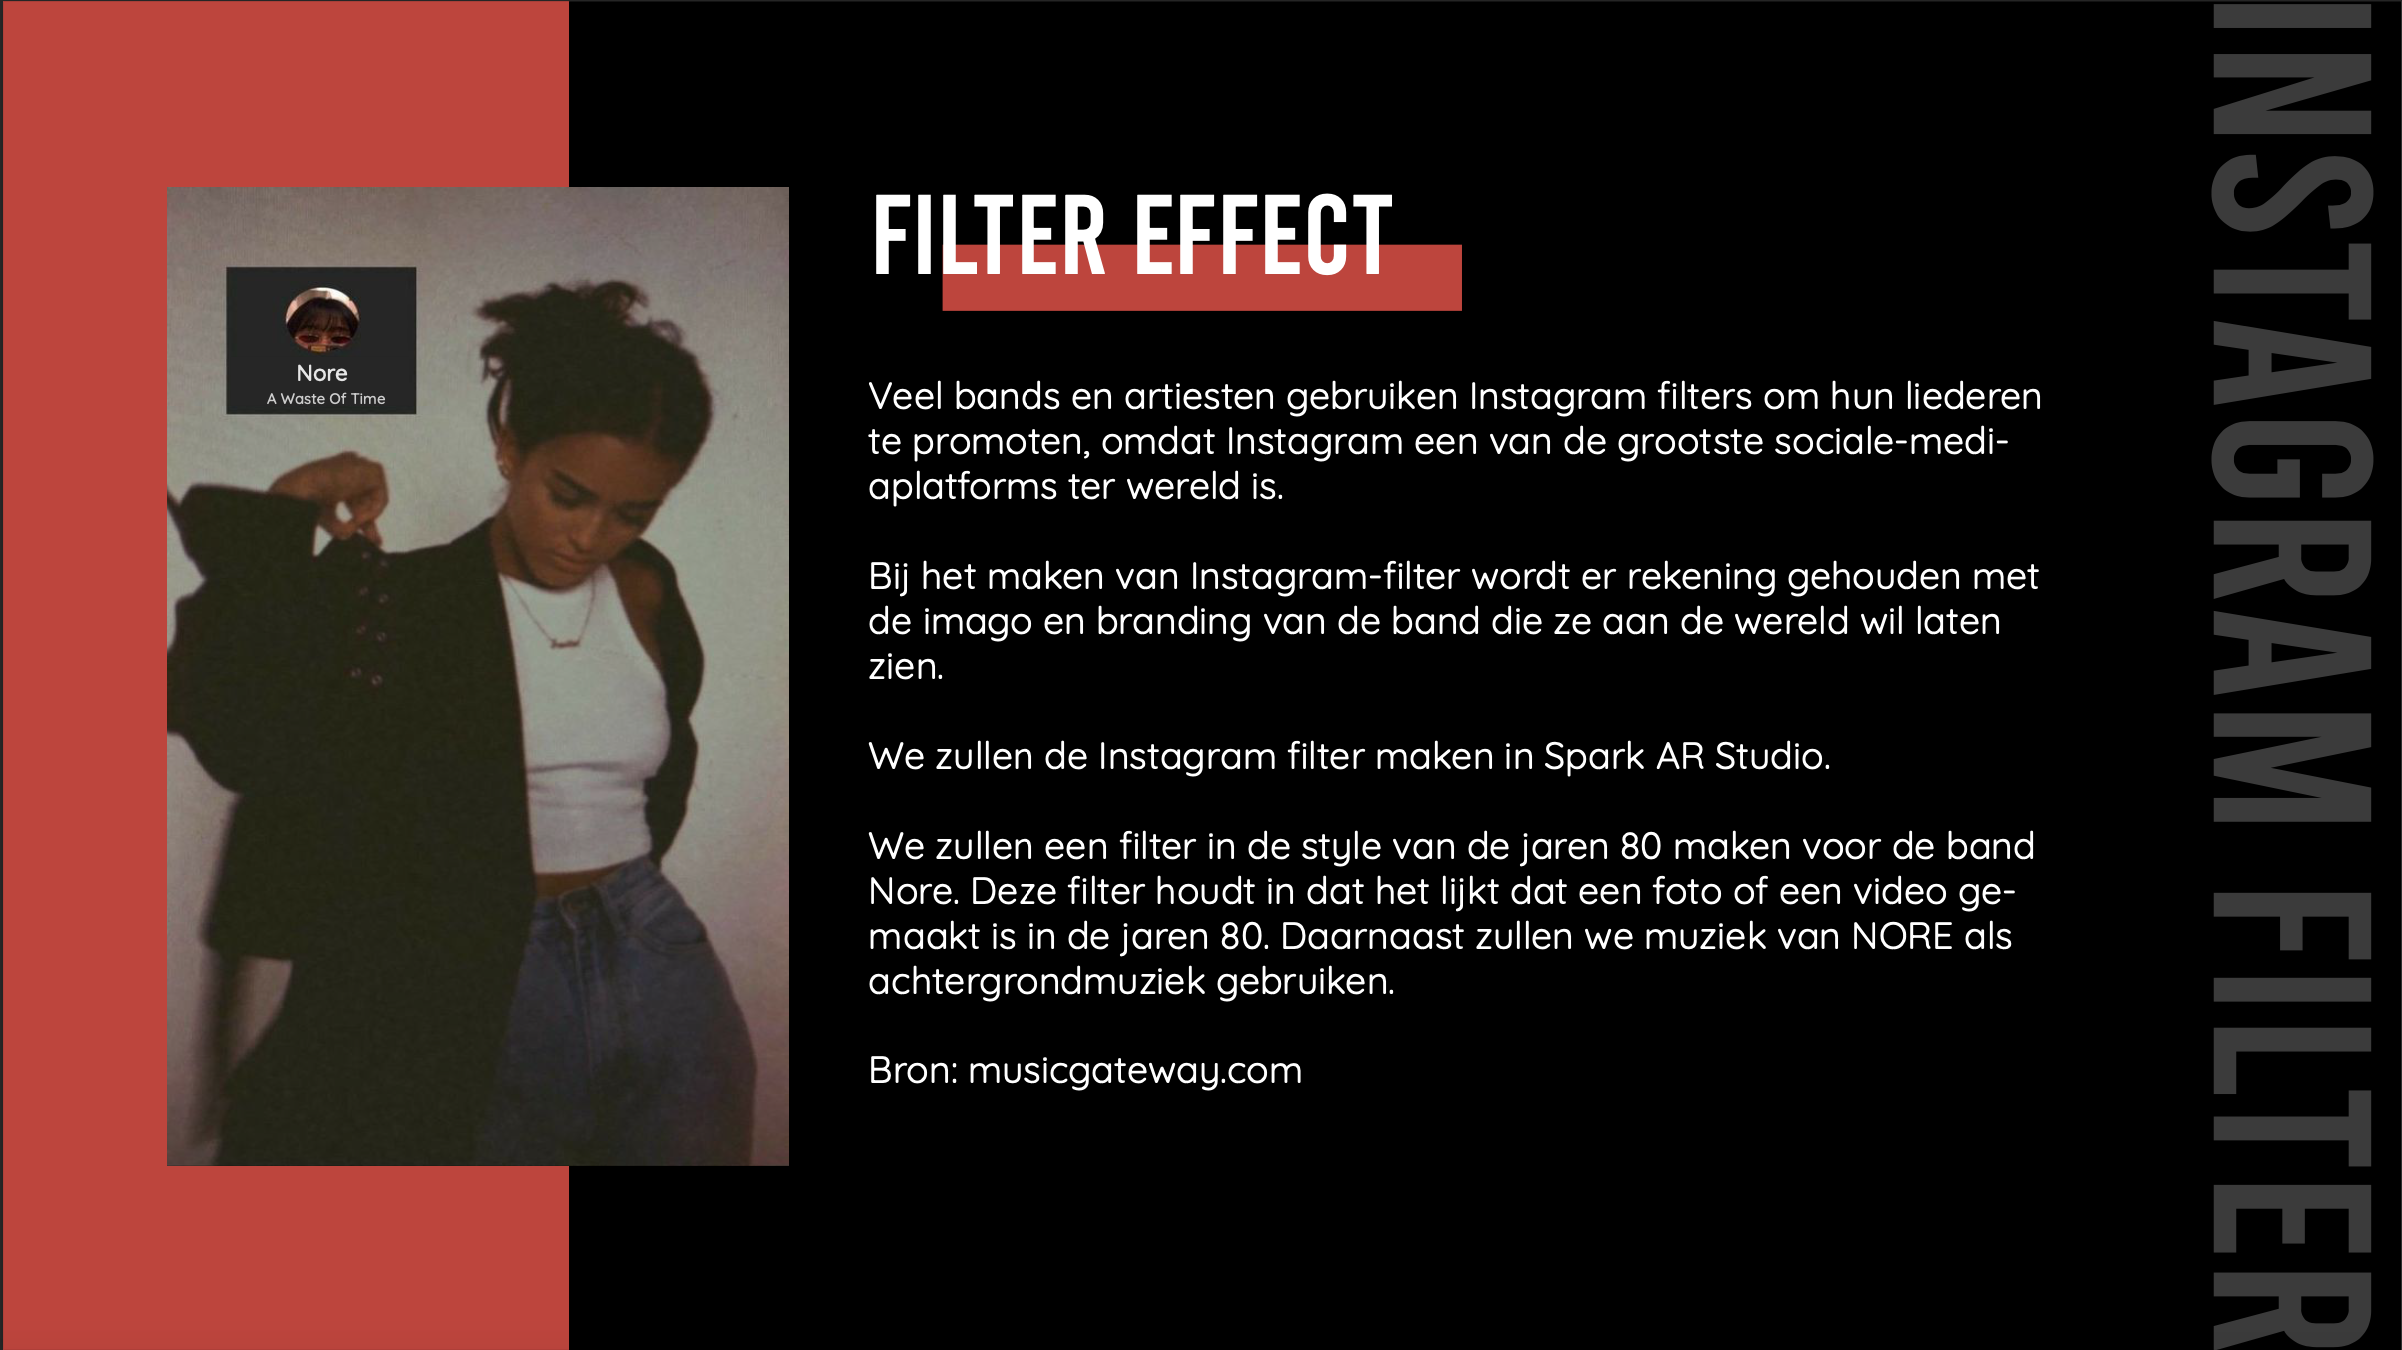 Nore
A Waste Of Time
FILTER EFFECT
Veel bands en artiesten gebruiken Instagram filters om hun liederen
te promoten, omdat Instagram een van de grootste sociale-medi-
aplatforms ter wereld is.
Bij het maken van Instagram-filter wordt er rekening gehouden met
de imago en branding van de band die ze aan de wereld wil laten
zien.
We zullen de Instagram filter maken in Spark AR Studio.
We zullen een filter in de style van de jaren 80 maken voor de band
Nore. Deze filter houdt in dat het lijkt dat een foto of een video ge-
maakt is in de jaren 80. Daarnaast zullen we muziek van NORE als
achtergrondmuziek gebruiken.
Bron: musicgateway.com
INSTAGRAM FILTER